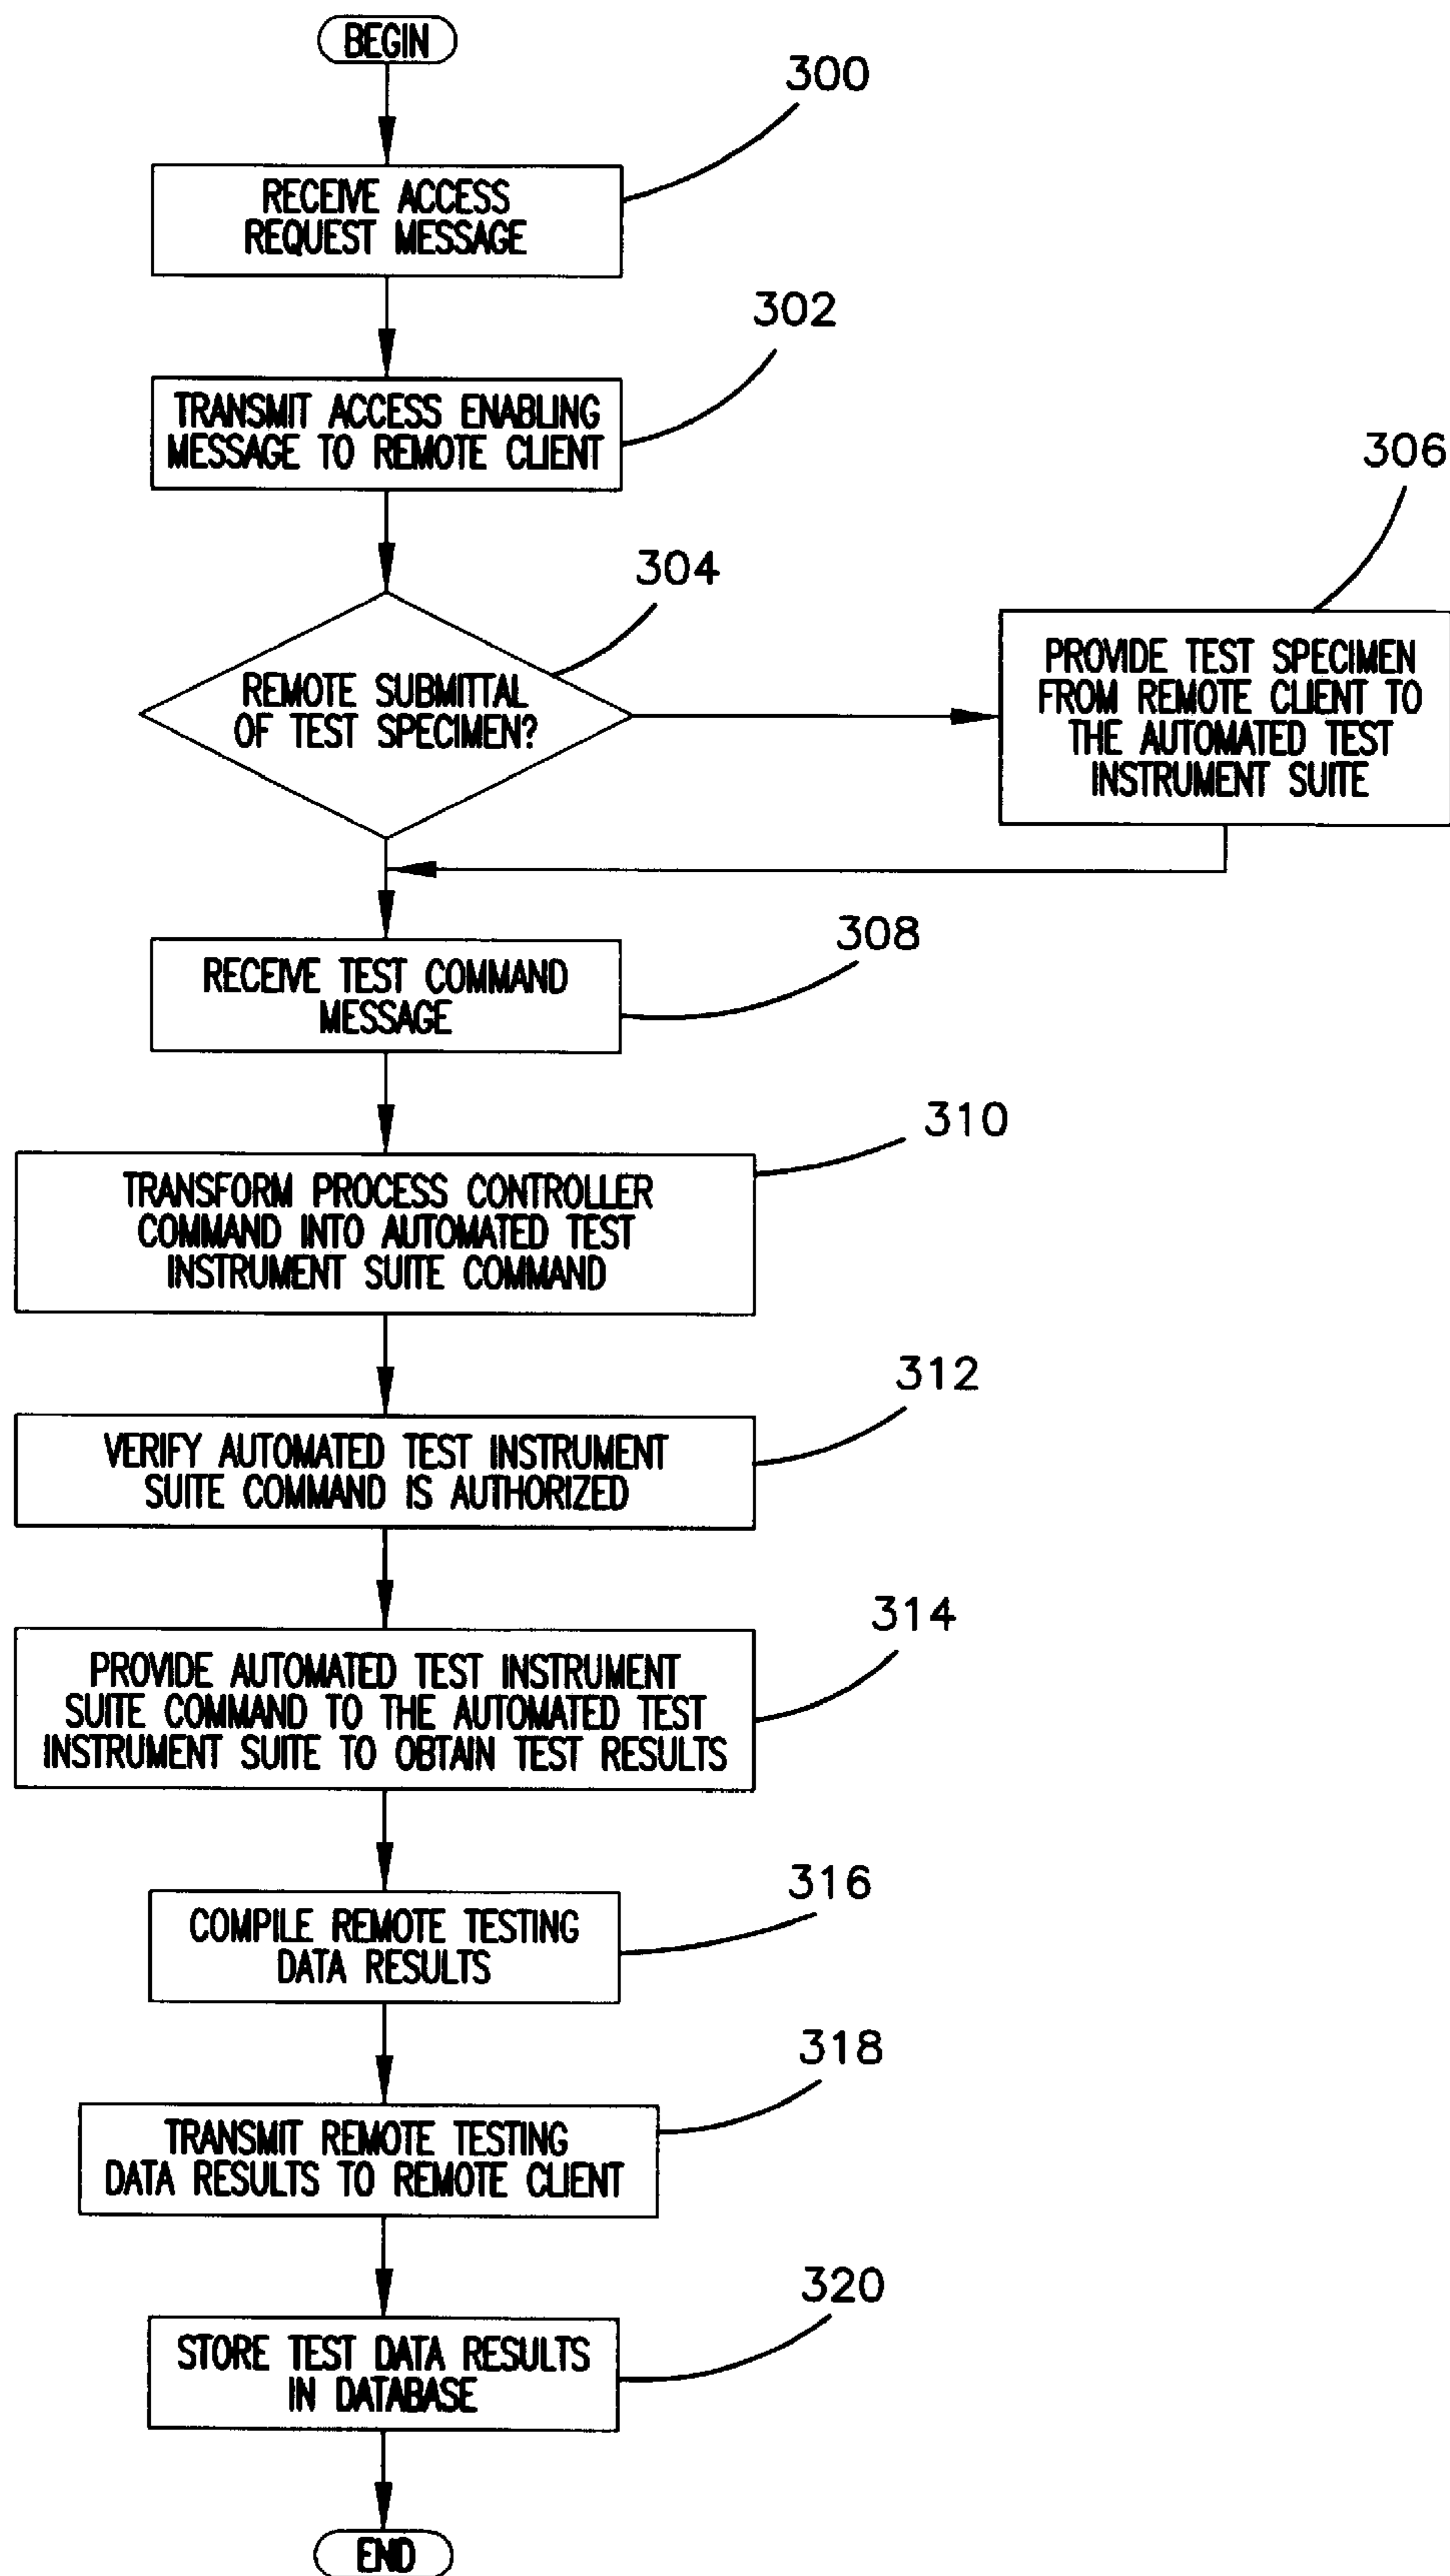 BEGIN
300
RECEIVE ACCESS
REQUEST MESSAGE
302
TRANSMIT ACCESS ENABLING
MESSAGE TO REMOTE CLIENT
304
REMOTE SUBMITTAL
OF TEST SPECIMEN?
306
PROVIDE TEST SPECIMEN
FROM REMOTE CLIENT TO
THE AUTOMATED TEST
INSTRUMENT SUITE
308
RECEIVE TEST COMMAND
MESSAGE
310
TRANSFORM PROCESS CONTROLLER
COMMAND INTO AUTOMATED TEST
INSTRUMENT SUITE COMMAND
312
VERIFY AUTOMATED TEST INSTRUMENT
SUITE COMMAND IS AUTHORIZED
314
PROVIDE AUTOMATED TEST INSTRUMENT
SUITE COMMAND TO THE AUTOMATED TEST
INSTRUMENT SUITE TO OBTAIN TEST RESULTS
316
COMPILE REMOTE TESTING
DATA RESULTS
318
TRANSMIT REMOTE TESTING
DATA RESULTS TO REMOTE CLIENT
320
STORE TEST DATA RESULTS
IN DATABASE
END